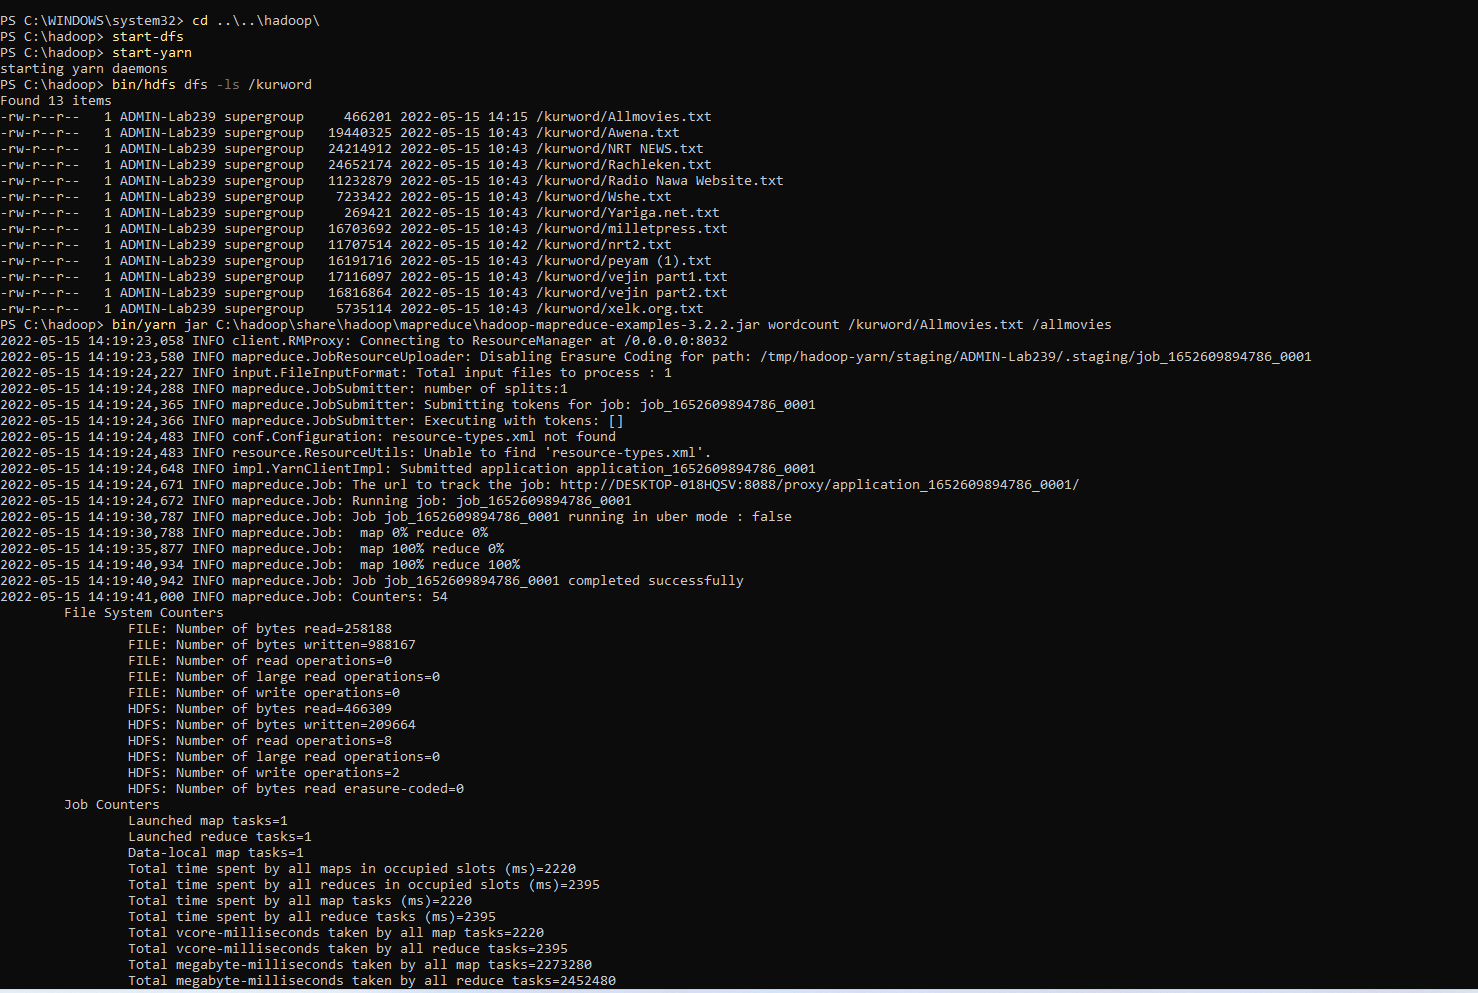 PS C:\WINDOWS\system32> cd ..\..\hadoop\
PS C:\hadoop> start-dfs
PS C:\hadoop> start-yarn
starting yarn daemons
PS C:\hadoop> bin/hdfs dfs -ls /kurword
Found 13 items
-rw-r--r--   1 ADMIN-Lab239 supergroup     466201 2022-05-15 14:15 /kurword/Allmovies.txt
-rw-r--r--   1 ADMIN-Lab239 supergroup   19440325 2022-05-15 10:43 /kurword/Awena.txt
-rw-r--r--   1 ADMIN-Lab239 supergroup   24214912 2022-05-15 10:43 /kurword/NRT NEWS.txt
-rw-r--r--   1 ADMIN-Lab239 supergroup   24652174 2022-05-15 10:43 /kurword/Rachleken.txt
-rw-r--r--   1 ADMIN-Lab239 supergroup   11232879 2022-05-15 10:43 /kurword/Radio Nawa Website.txt
-rw-r--r--   1 ADMIN-Lab239 supergroup    7233422 2022-05-15 10:43 /kurword/Wshe.txt
-rw-r--r--   1 ADMIN-Lab239 supergroup     269421 2022-05-15 10:43 /kurword/Yariga.net.txt
-rw-r--r--   1 ADMIN-Lab239 supergroup   16703692 2022-05-15 10:43 /kurword/milletpress.txt
-rw-r--r--   1 ADMIN-Lab239 supergroup   11707514 2022-05-15 10:42 /kurword/nrt2.txt
-rw-r--r--   1 ADMIN-Lab239 supergroup   16191716 2022-05-15 10:43 /kurword/peyam (1).txt
-rw-r--r--   1 ADMIN-Lab239 supergroup   17116097 2022-05-15 10:43 /kurword/vejin part1.txt
-rw-r--r--   1 ADMIN-Lab239 supergroup   16816864 2022-05-15 10:43 /kurword/vejin part2.txt
-rw-r--r--   1 ADMIN-Lab239 supergroup    5735114 2022-05-15 10:43 /kurword/xelk.org.txt
PS C:\hadoop> bin/yarn jar C:\hadoop\share\hadoop\mapreduce\hadoop-mapreduce-examples-3.2.2.jar wordcount /kurword/Allmovies.txt /allmovies
2022-05-15 14:19:23,058 INFO client.RMProxy: Connecting to ResourceManager at /0.0.0.0:8032
2022-05-15 14:19:23,580 INFO mapreduce.JobResourceUploader: Disabling Erasure Coding for path: /tmp/hadoop-yarn/staging/ADMIN-Lab239/.staging/job_1652609894786_0001
2022-05-15 14:19:24,227 INFO input.FileInputFormat: Total input files to process : 1
2022-05-15 14:19:24,288 INFO mapreduce.JobSubmitter: number of splits:1
2022-05-15 14:19:24,365 INFO mapreduce.JobSubmitter: Submitting tokens for job: job_1652609894786_0001
2022-05-15 14:19:24,366 INFO mapreduce.JobSubmitter: Executing with tokens: []
2022-05-15 14:19:24,483 INFO conf.Configuration: resource-types.xml not found
2022-05-15 14:19:24,483 INFO resource.ResourceUtils: Unable to find 'resource-types.xml'.
2022-05-15 14:19:24,648 INFO impl.YarnClientImpl: Submitted application application_1652609894786_0001
2022-05-15 14:19:24,671 INFO mapreduce.Job: The url to track the job: http://DESKTOP-018HQSV:8088/proxy/application_1652609894786_0001/
2022-05-15 14:19:24,672 INFO mapreduce.Job: Running job: job_1652609894786_0001
2022-05-15 14:19:30,787 INFO mapreduce.Job: Job job_1652609894786_0001 running in uber mode : false
2022-05-15 14:19:30,788 INFO mapreduce.Job:  map 0% reduce 0%
2022-05-15 14:19:35,877 INFO mapreduce.Job:  map 100% reduce 0%
2022-05-15 14:19:40,934 INFO mapreduce.Job:  map 100% reduce 100%
2022-05-15 14:19:40,942 INFO mapreduce.Job: Job job_1652609894786_0001 completed successfully
2022-05-15 14:19:41,000 INFO mapreduce.Job: Counters: 54
File System Counters
FILE: Number of bytes read=258188
FILE: Number of bytes written=988167
FILE: Number of read operations=0
FILE: Number of large read operations=0
FILE: Number of write operations=0
HDFS: Number of bytes read=466309
HDFS: Number of bytes written=209664
HDFS: Number of read operations=8
HDFS: Number of large read operations=0
HDFS: Number of write operations=2
HDFS: Number of bytes read erasure-coded=0
Job Counters
Launched map tasks=1
Launched reduce tasks=1
Data-local map tasks=1
Total time spent by all maps in occupied slots (ms)=2220
Total time spent by all reduces in occupied slots (ms)=2395
Total time spent by all map tasks (ms)=2220
Total time spent by all reduce tasks (ms)=2395
Total vcore-milliseconds taken by all map tasks=2220
Total vcore-milliseconds taken by all reduce tasks=2395
Total megabyte-milliseconds taken by all map tasks=2273280
Total megabyte-milliseconds taken by all reduce tasks=2452480